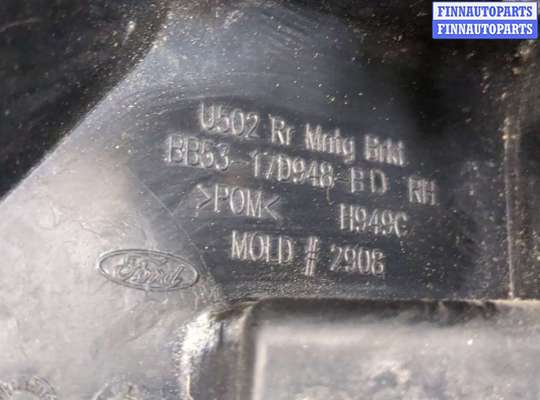 FINNAUTOPARTS
FINNAUTOPARTS
U502 Rr Mntg Brkt
BB53-17D948-BD RH
>POM< H949C
MOLD # 2906
Ford